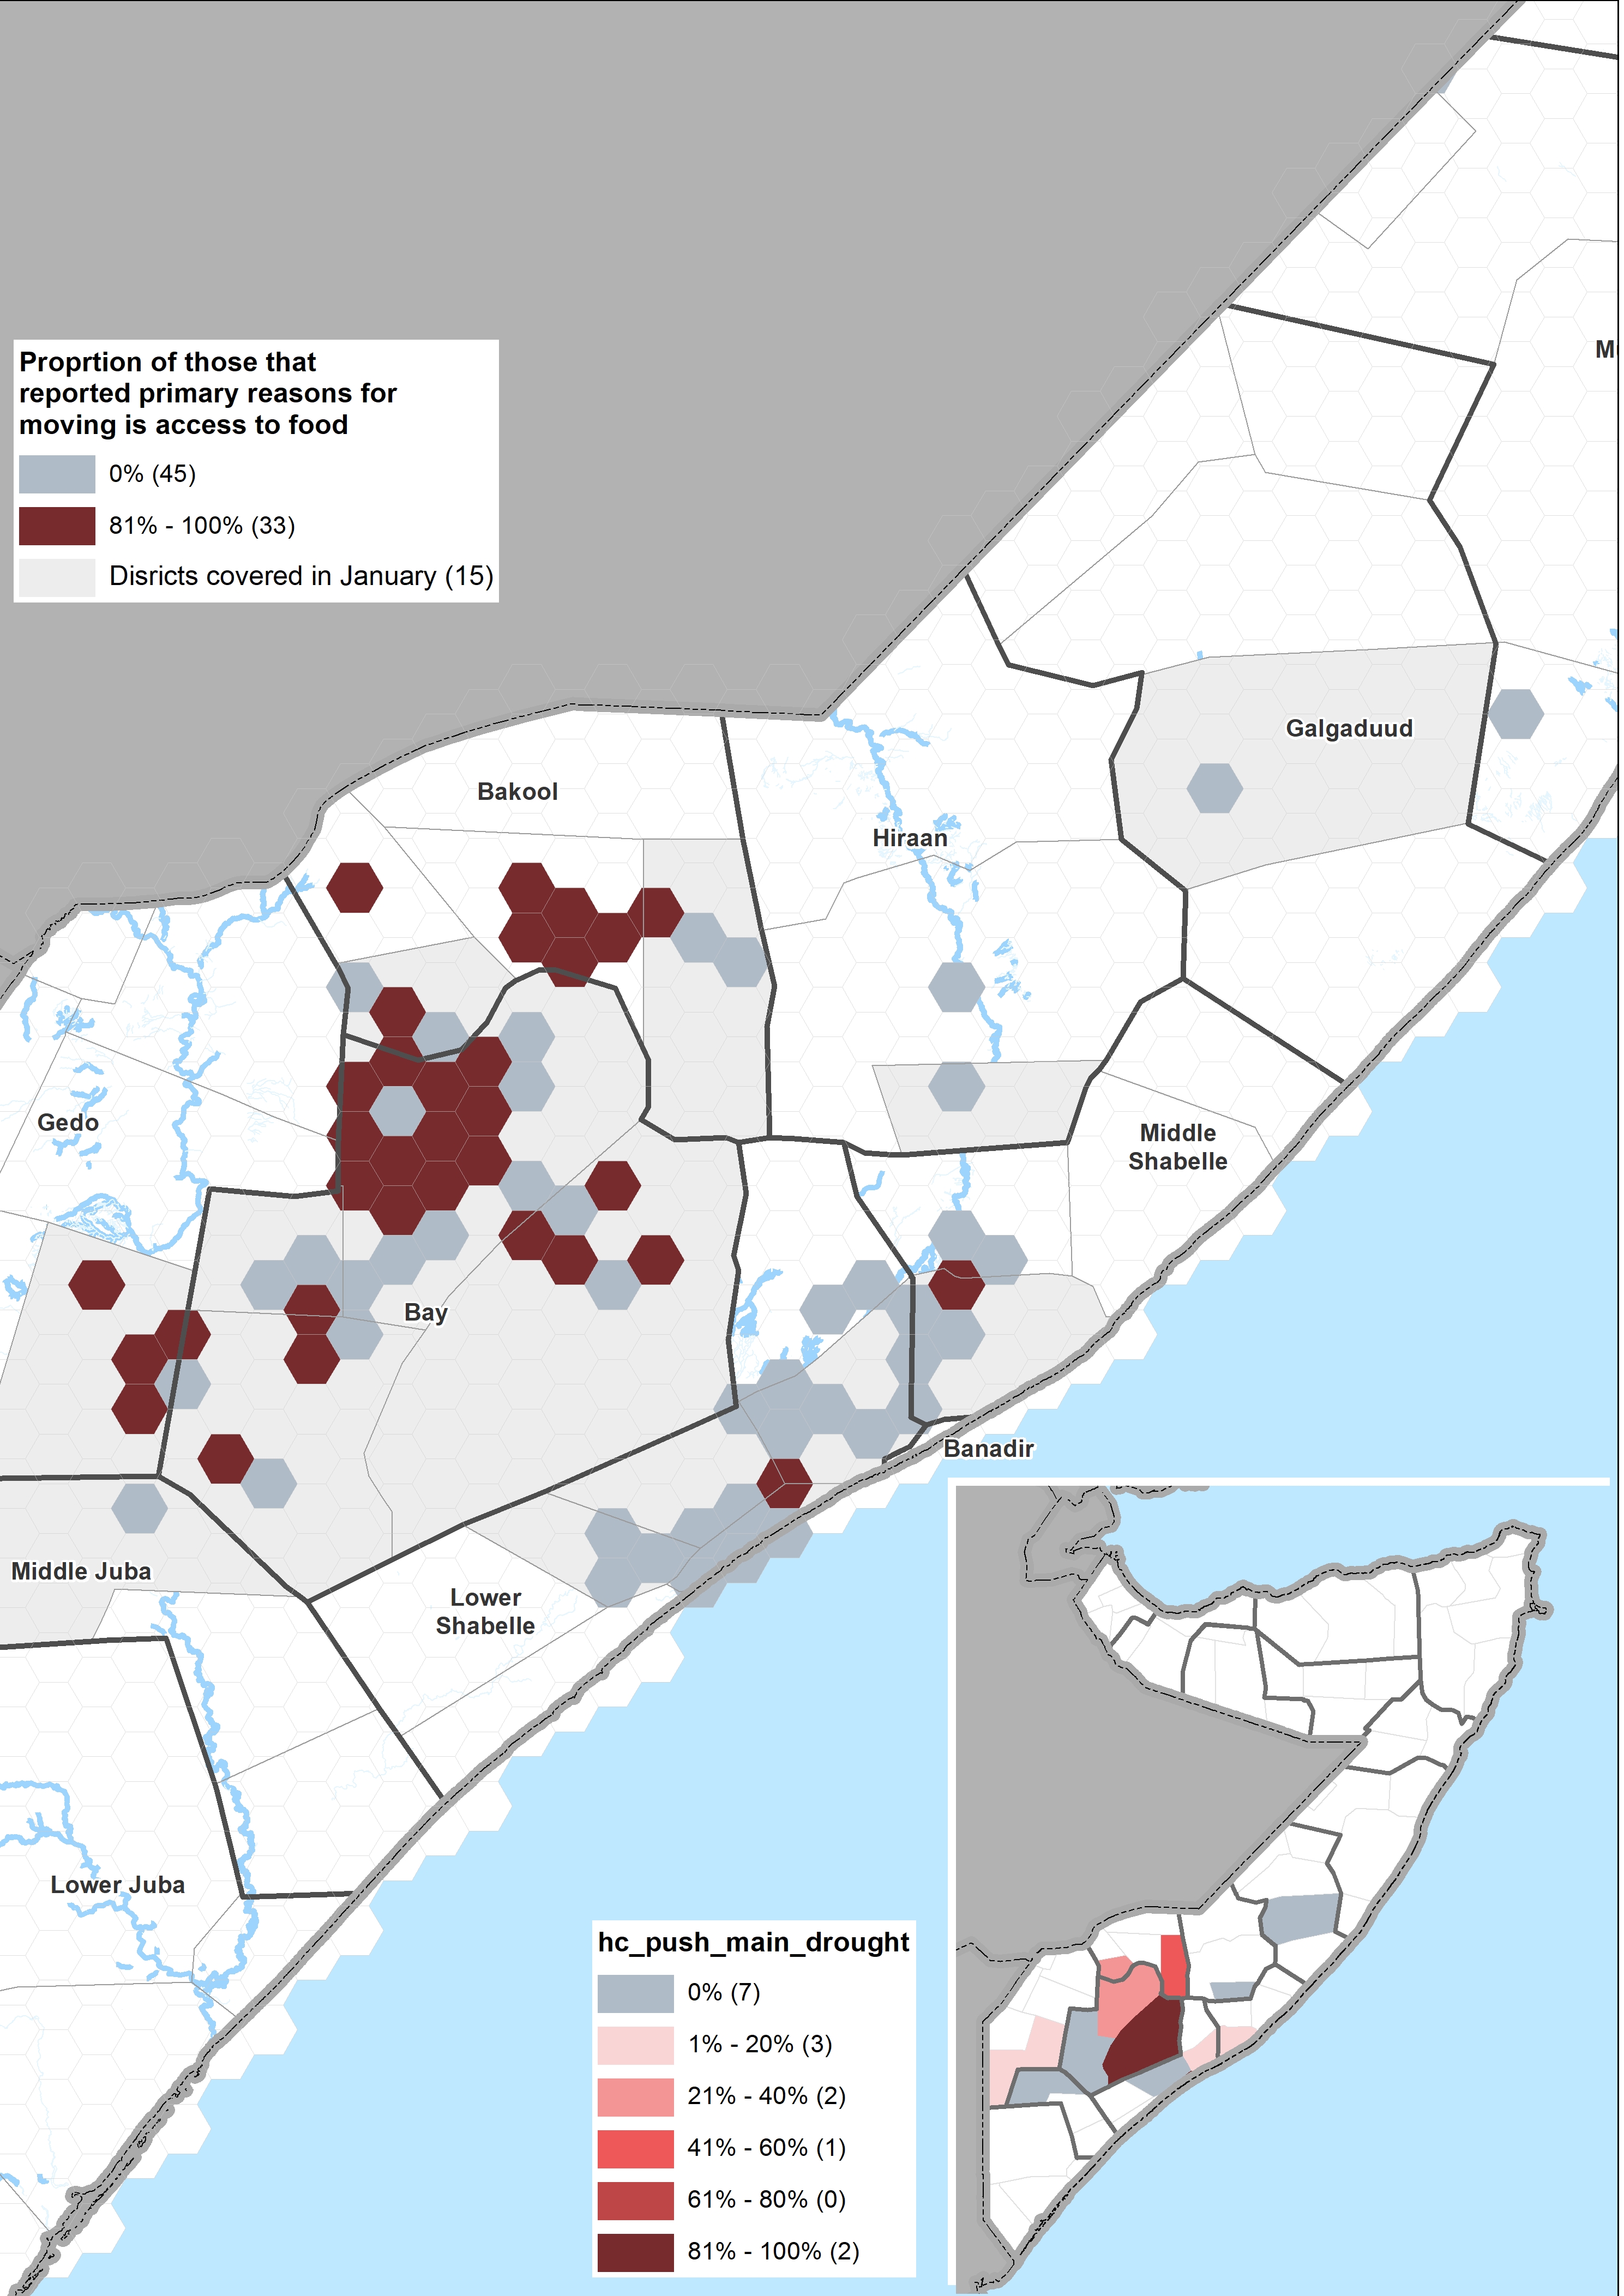 Proprtion of those that
reported primary reasons for
moving is access to food
0% (45)
81% - 100% (33)
Disricts covered in January (15)
Galgaduud
Bakool
Hiraan
Gedo
Middle
Shabelle
Bay
Banadir
Middle Juba
Lower
Shabelle
Lower Juba
hc_push_main_drought
0% (7)
1% - 20% (3)
21% - 40% (2)
41% - 60% (1)
61% - 80% (0)
81% - 100% (2)